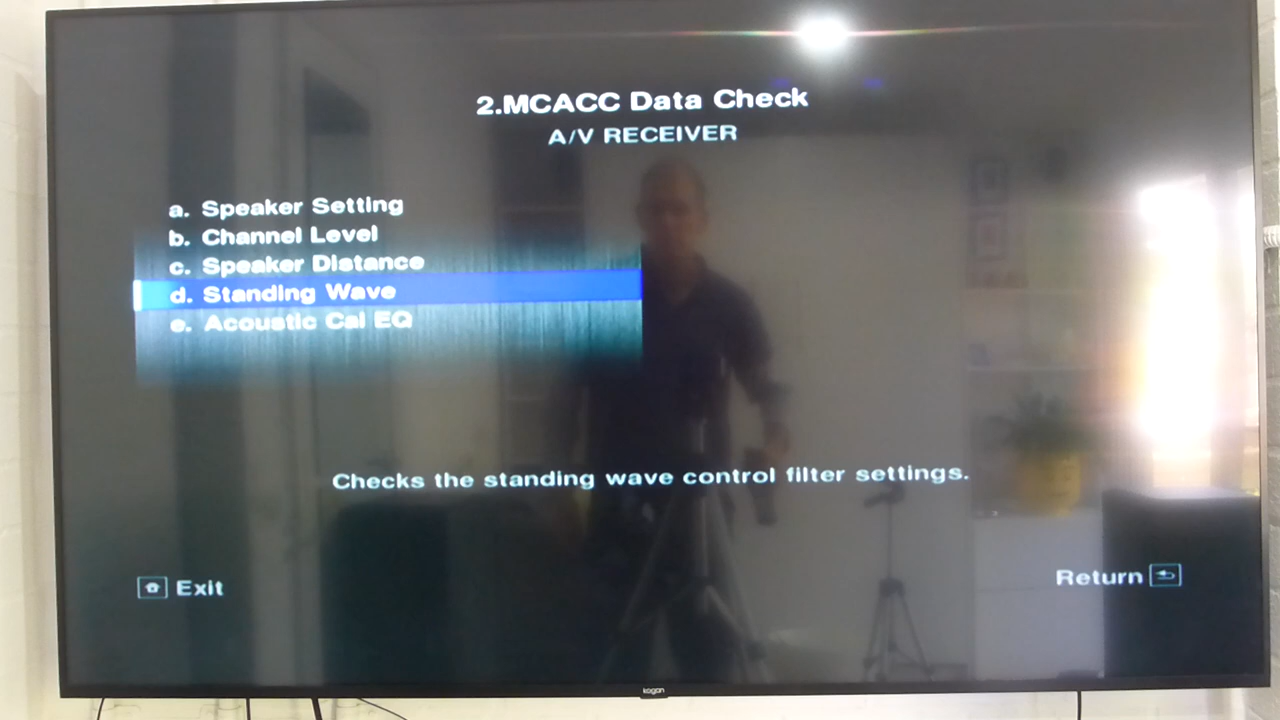 2.MCACC Data Check
A/V RECEIVER
a. Speaker Setting
b. Channel Level
c. Speaker Distance
d. Standing Wave
e. Acoustic Cal EQ
Checks the standing wave control filter settings.
Exit
Return
kogan